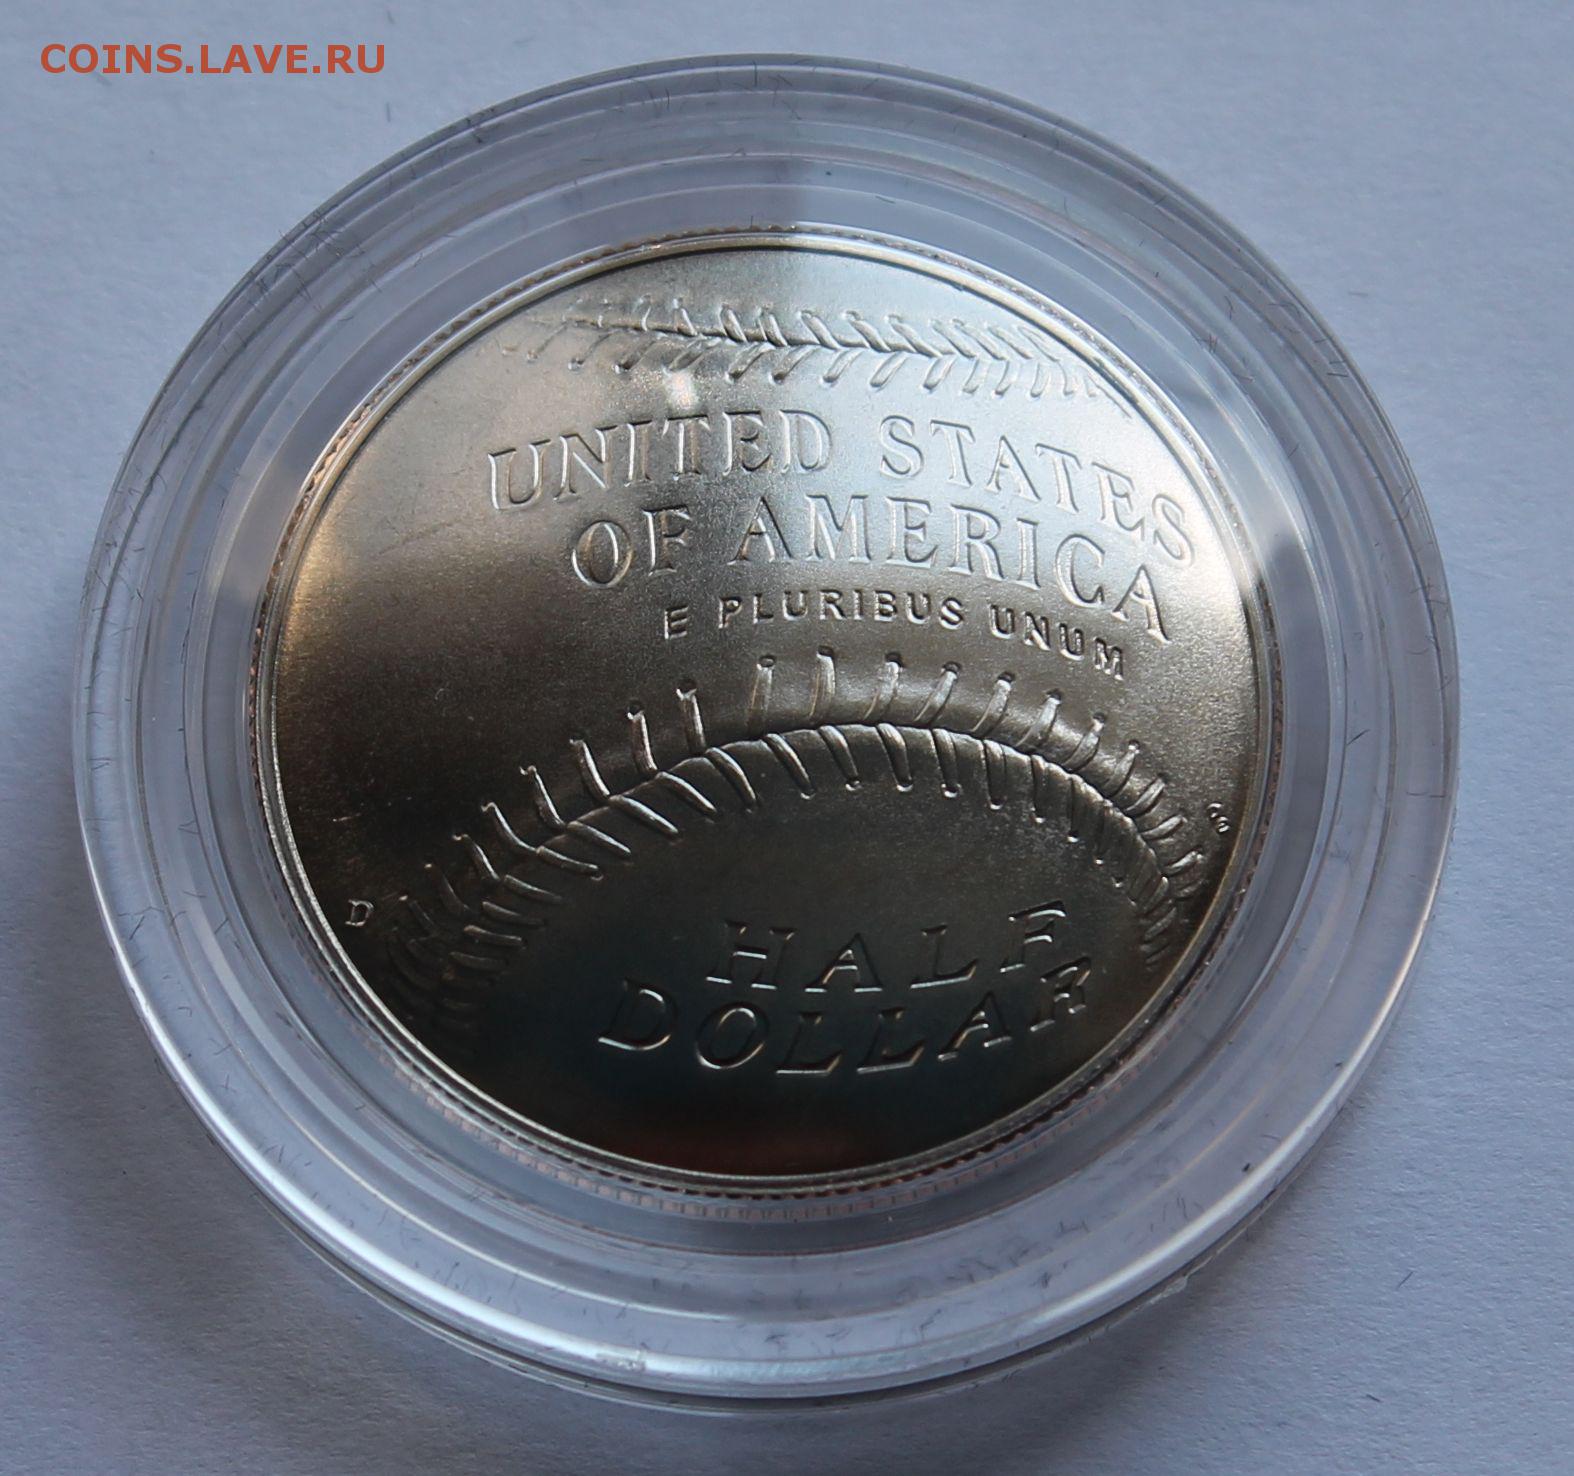 COINS.LAVE.RU
UNITED STATES
OF AMERICA
E PLURIBUS UNUM
D
HALF
DOLLAR